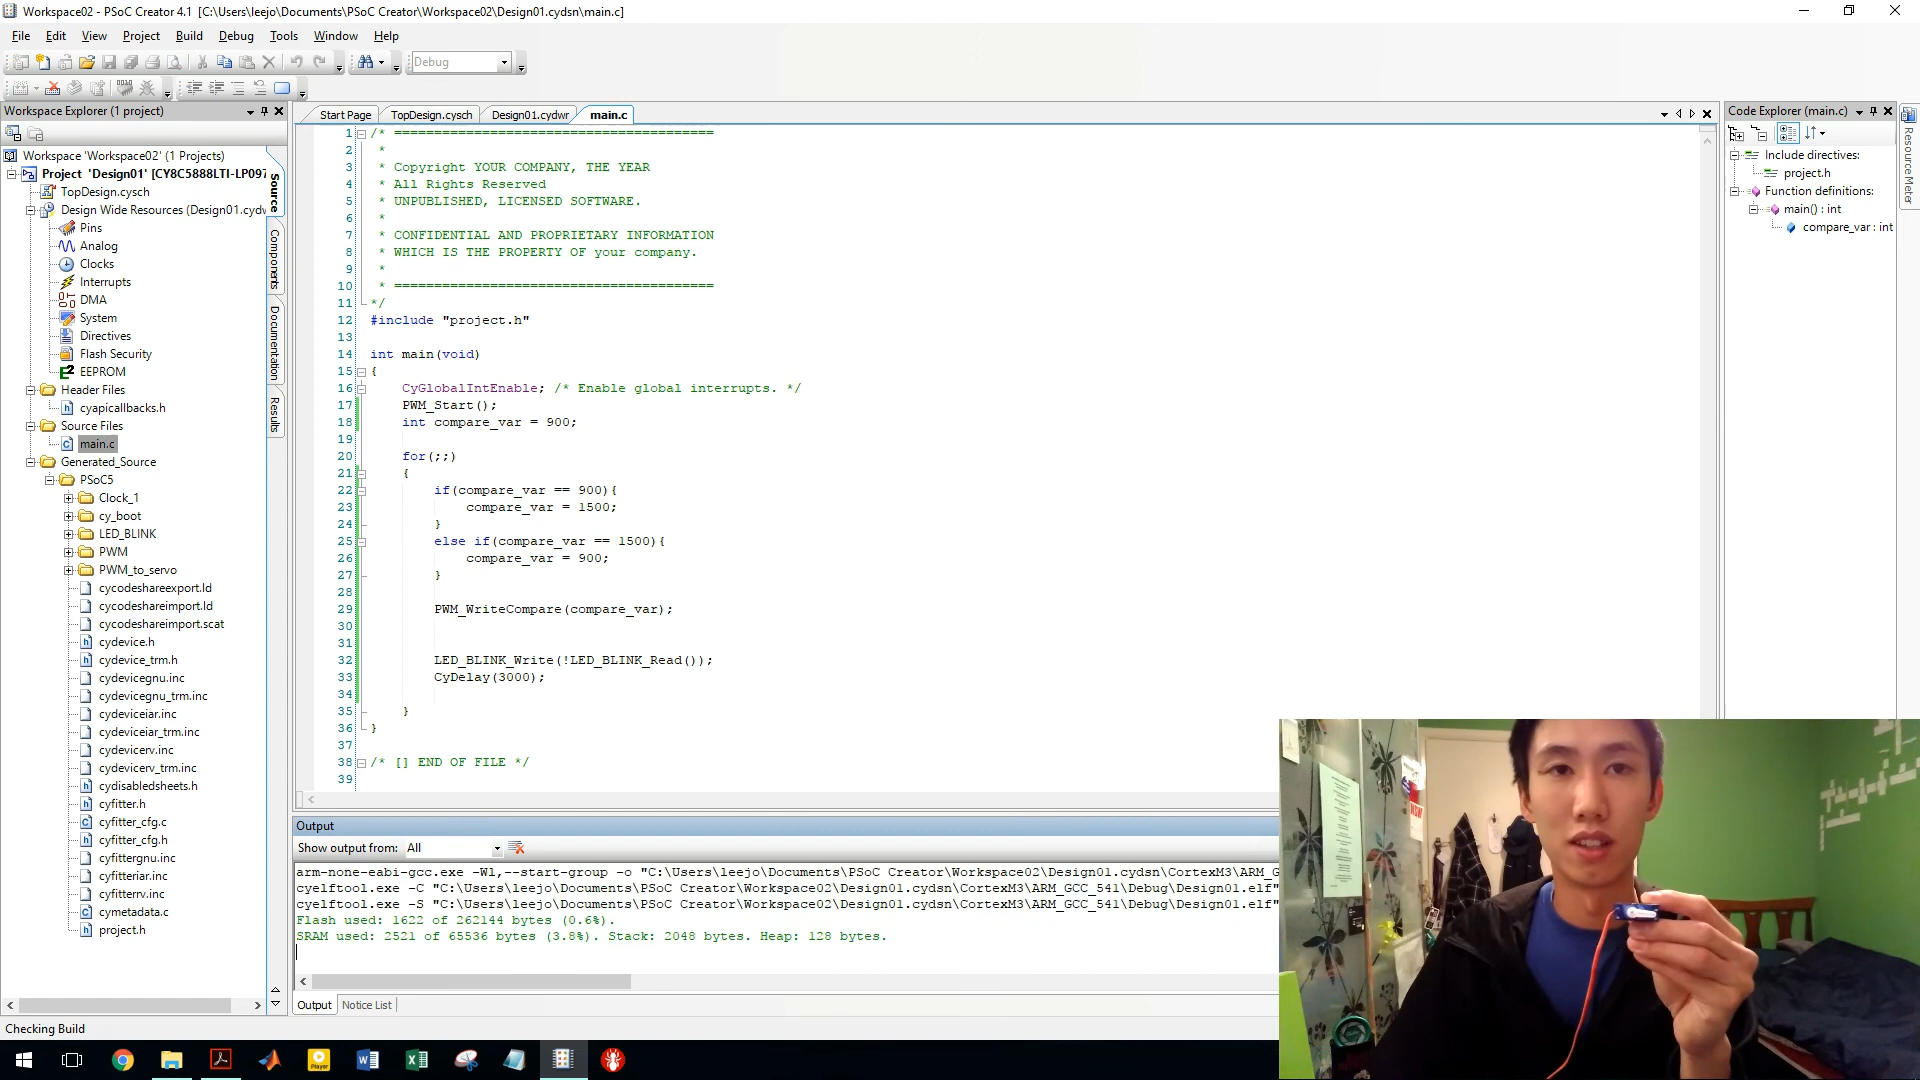 Workspace02 - PSoC Creator 4.1 [C:\Users\leejo\Documents\PSoC Creator\Workspace02\Design01.cydsn\main.c]
File Edit View Project Build Debug Tools Window Help
Debug
Workspace Explorer (1 project)
Workspace 'Workspace02' (1 Projects)
Project 'Design01' [CY8C5888LTI-LP097
TopDesign.cysch
Design Wide Resources (Design01.cydw
Pins
Analog
Clocks
Interrupts
DMA
System
Directives
Flash Security
EEPROM
Header Files
cyapicallbacks.h
Source Files
main.c
Generated_Source
PSoC5
Clock_1
cy_boot
LED_BLINK
PWM
PWM_to_servo
cycodeshareexport.ld
cycodeshareimport.ld
cycodeshareimport.scat
cydevice.h
cydevice_trm.h
cydevicegnu.inc
cydevicegnu_trm.inc
cydeviceiar.inc
cydeviceiar_trm.inc
cydevicerv.inc
cydevicerv_trm.inc
cydisabledsheets.h
cyfitter.h
cyfitter_cfg.c
cyfitter_cfg.h
cyfittergnu.inc
cyfitteriar.inc
cyfitterrv.inc
cymetadata.c
project.h
Source
Components
Documentation
Results
Start Page TopDesign.cysch Design01.cydwr main.c
1 /* ========================================
2 *
3 * Copyright YOUR COMPANY, THE YEAR
4 * All Rights Reserved
5 * UNPUBLISHED, LICENSED SOFTWARE.
6 *
7 * CONFIDENTIAL AND PROPRIETARY INFORMATION
8 * WHICH IS THE PROPERTY OF your company.
9 *
10 * ========================================
11 */
12 #include "project.h"
13
14 int main(void)
15 {
16 CyGlobalIntEnable; /* Enable global interrupts. */
17 PWM_Start();
18 int compare_var = 900;
19
20 for(;;)
21 {
22 if(compare_var == 900){
23 compare_var = 1500;
24 }
25 else if(compare_var == 1500){
26 compare_var = 900;
27 }
28
29 PWM_WriteCompare(compare_var);
30
31
32 LED_BLINK_Write(!LED_BLINK_Read());
33 CyDelay(3000);
34
35 }
36 }
37
38 /* [] END OF FILE */
39
Code Explorer (main.c)
Include directives:
project.h
Function definitions:
main() : int
compare_var : int
Resource Meter
Output
Show output from: All
arm-none-eabi-gcc.exe -Wl,--start-group -o "C:\Users\leejo\Documents\PSoC Creator\Workspace02\Design01.cydsn\CortexM3\ARM_G
cyelftool.exe -C "C:\Users\leejo\Documents\PSoC Creator\Workspace02\Design01.cydsn\CortexM3\ARM_GCC_541\Debug\Design01.elf"
cyelftool.exe -S "C:\Users\leejo\Documents\PSoC Creator\Workspace02\Design01.cydsn\CortexM3\ARM_GCC_541\Debug\Design01.elf"
Flash used: 1622 of 262144 bytes (0.6%).
SRAM used: 2521 of 65536 bytes (3.8%). Stack: 2048 bytes. Heap: 128 bytes.
Output Notice List
Checking Build
Player